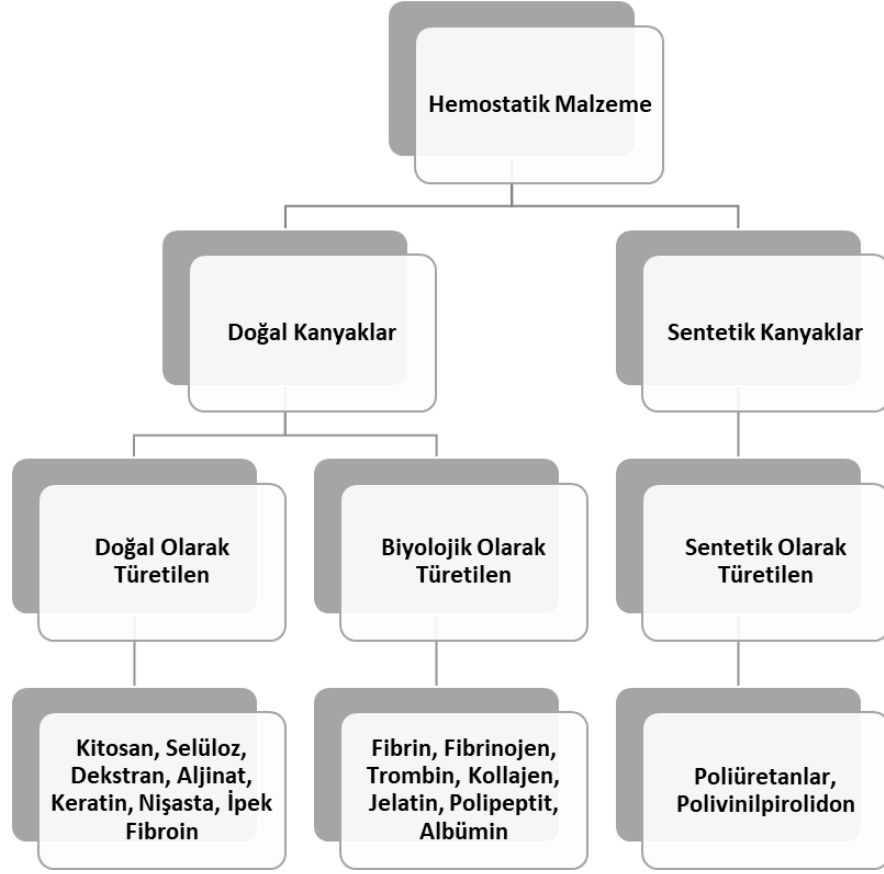 Hemostatik Malzeme
Doğal Kanyaklar
Sentetik Kanyaklar
Doğal Olarak
Türetilen
Biyolojik Olarak
Türetilen
Sentetik Olarak
Türetilen
Kitosan, Selüloz,
Dekstran, Aljinat,
Keratin, Nişasta, İpek
Fibroin
Fibrin, Fibrinojen,
Trombin, Kollajen,
Jelatin, Polipeptit,
Albümin
Poliüretanlar,
Polivinilpirolidon